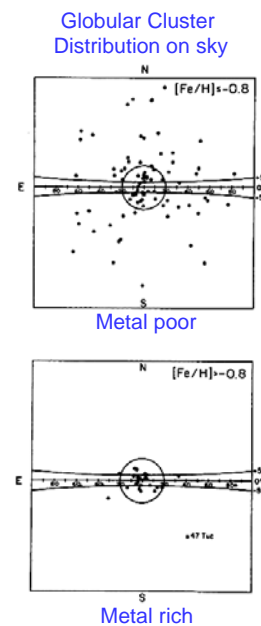 Globular Cluster
Distribution on sky
N
[Fe/H]≤-0.8
E
S
Metal poor
N
[Fe/H]>-0.8
E
47 Tuc
S
Metal rich